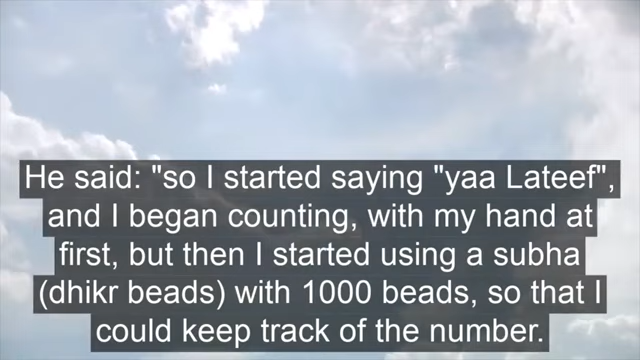 He said: "so I started saying "yaa Lateef",
and I began counting, with my hand at
first, but then I started using a subha
(dhikr beads) with 1000 beads, so that I
could keep track of the number.